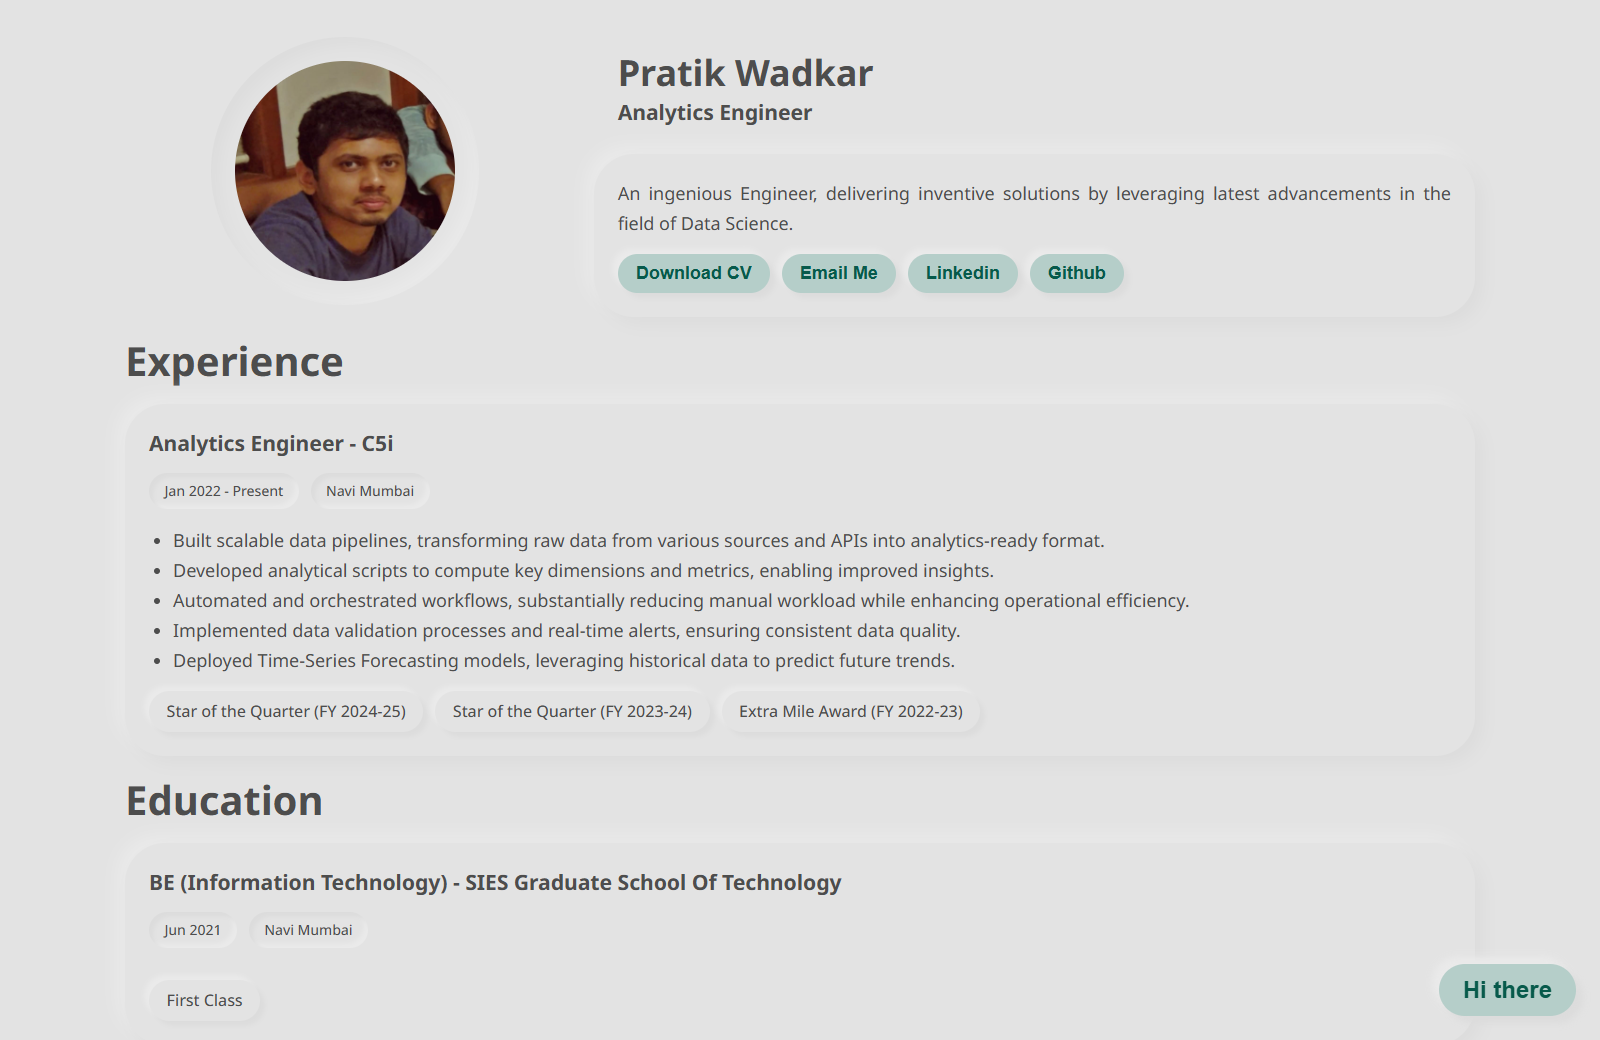 Pratik Wadkar
Analytics Engineer
An ingenious Engineer, delivering inventive solutions by leveraging latest advancements in the
field of Data Science.
Download CV
Email Me
Linkedin
Github
Experience
Analytics Engineer - C5i
Jan 2022 - Present
Navi Mumbai
Built scalable data pipelines, transforming raw data from various sources and APIs into analytics-ready format.
Developed analytical scripts to compute key dimensions and metrics, enabling improved insights.
Automated and orchestrated workflows, substantially reducing manual workload while enhancing operational efficiency.
Implemented data validation processes and real-time alerts, ensuring consistent data quality.
Deployed Time-Series Forecasting models, leveraging historical data to predict future trends.
Star of the Quarter (FY 2024-25)
Star of the Quarter (FY 2023-24)
Extra Mile Award (FY 2022-23)
Education
BE (Information Technology) - SIES Graduate School Of Technology
Jun 2021
Navi Mumbai
First Class
Hi there